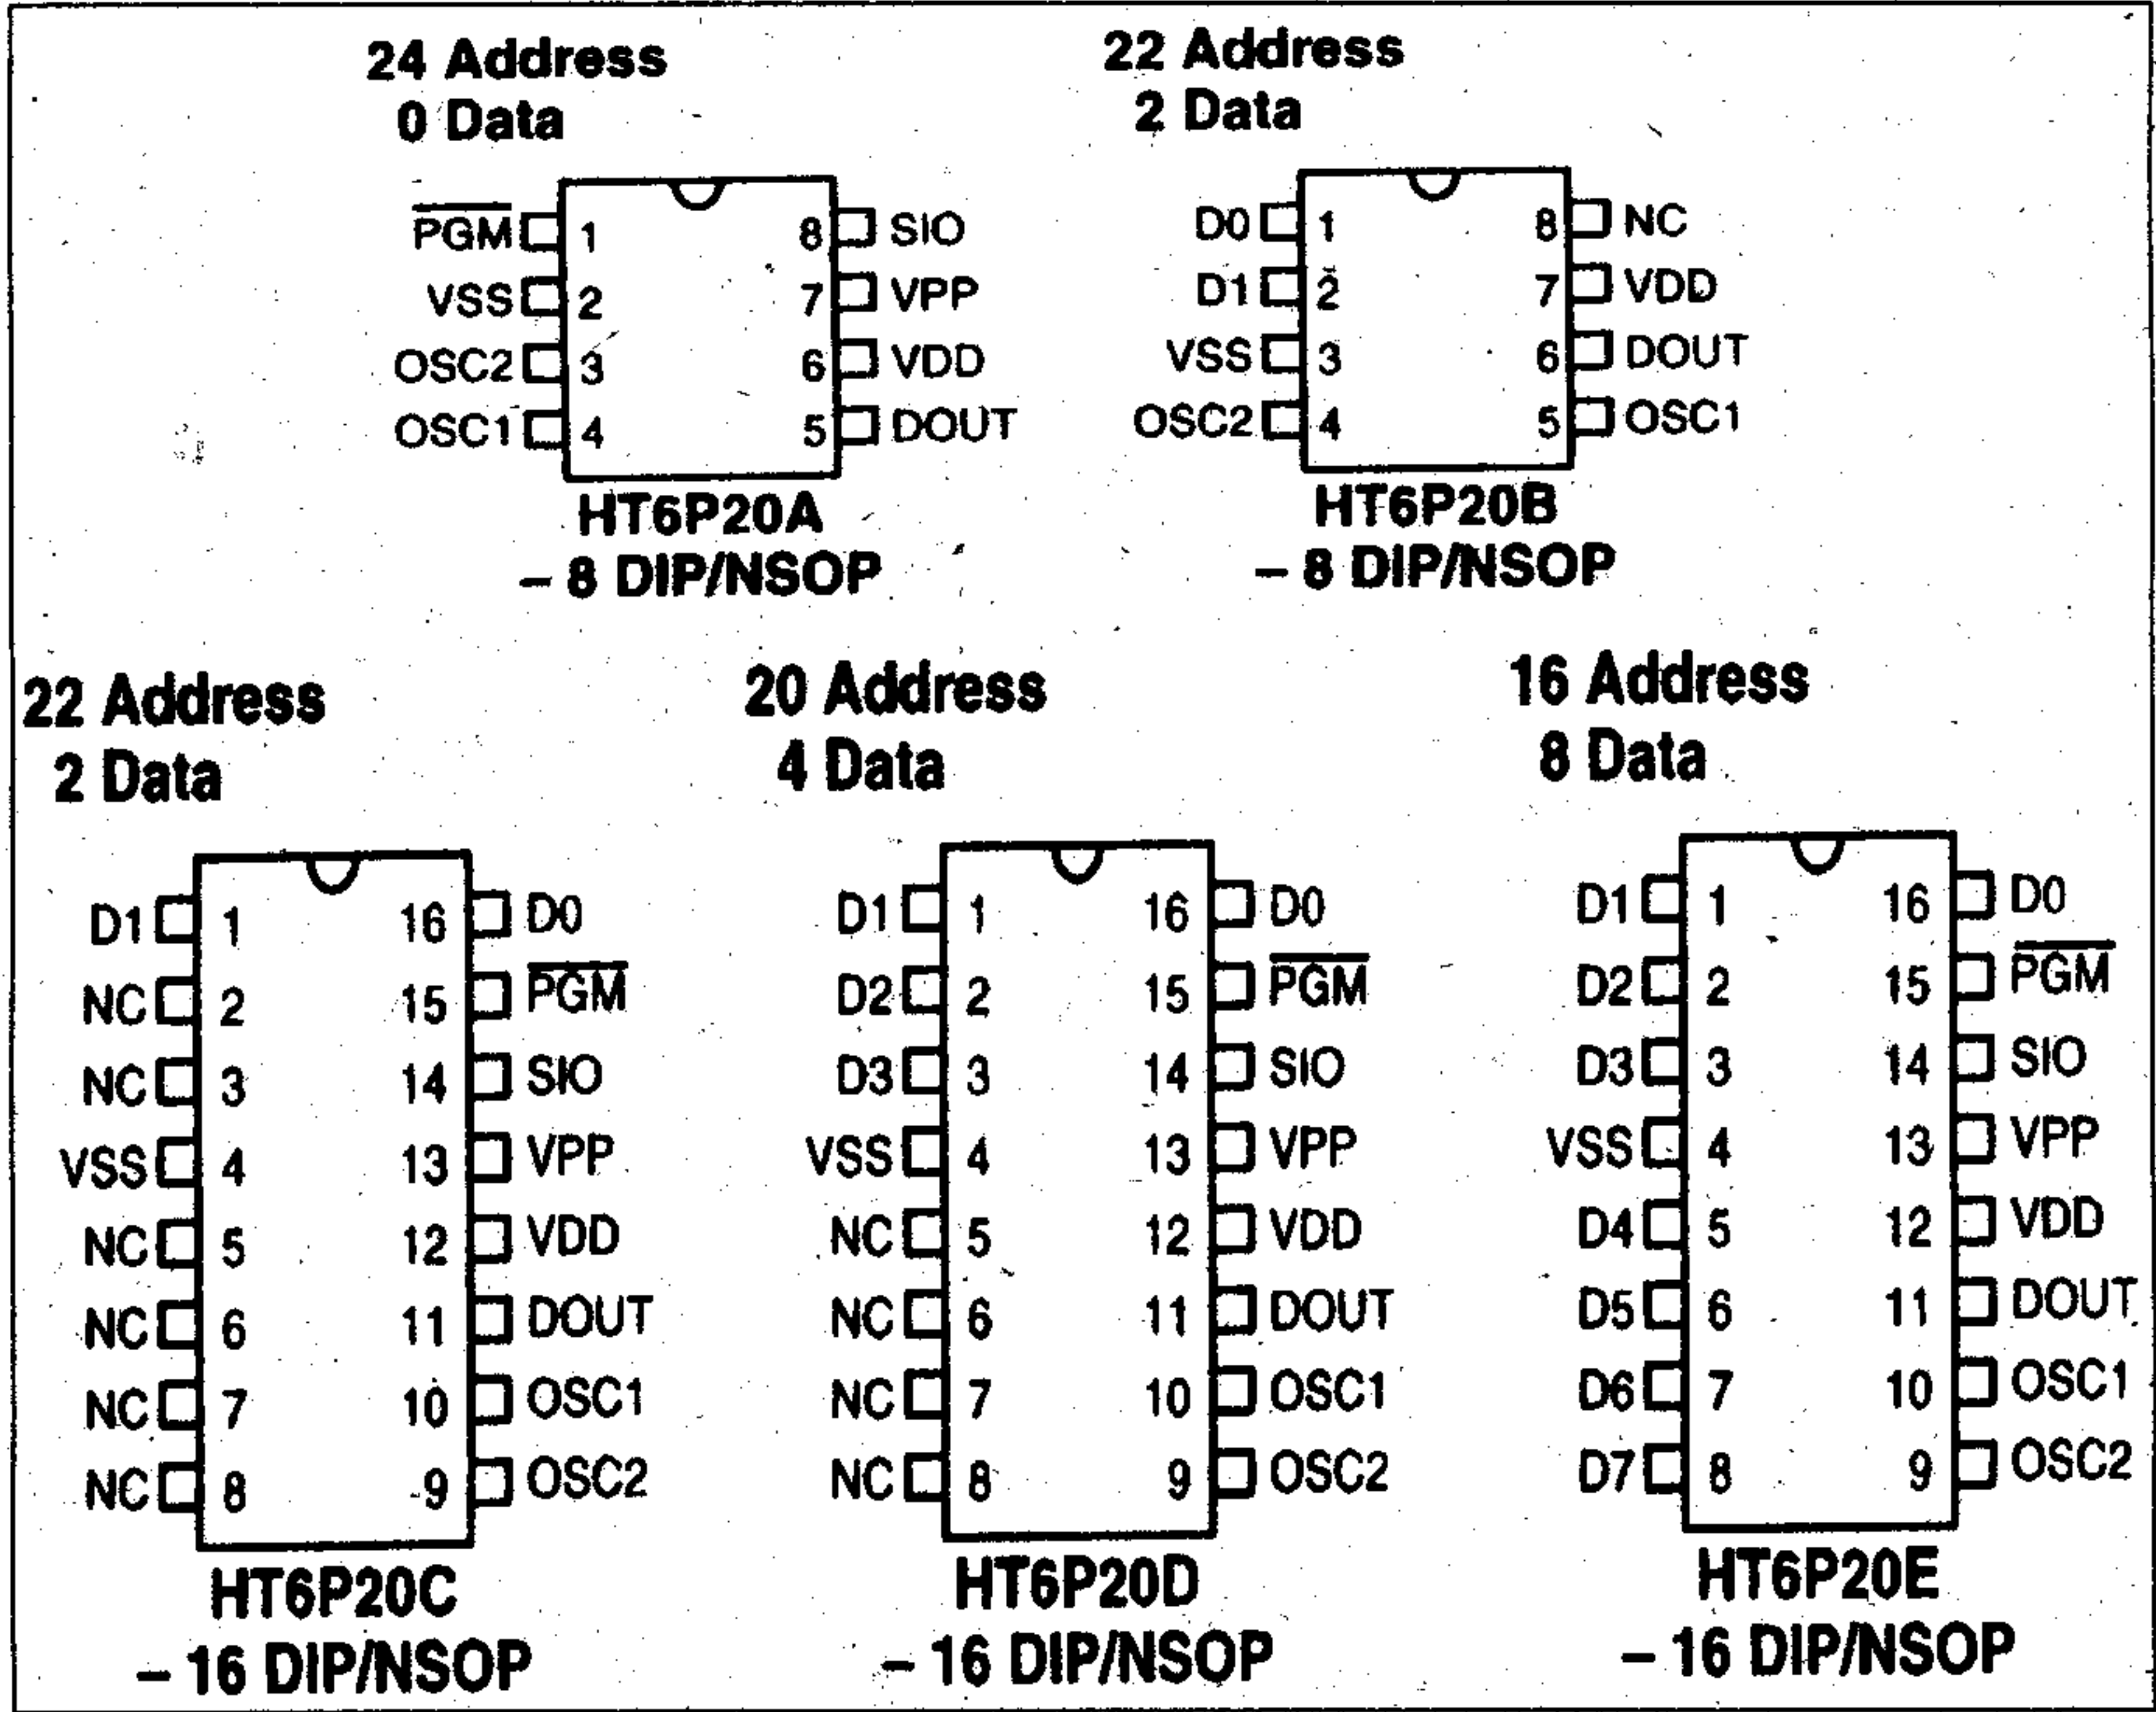 24 Address
0 Data
PGM 1 8 SIO
VSS 2 7 VPP
OSC2 3 6 VDD
OSC1 4 5 DOUT
HT6P20A
– 8 DIP/NSOP
22 Address
2 Data
D0 1 8 NC
D1 2 7 VDD
VSS 3 6 DOUT
OSC2 4 5 OSC1
HT6P20B
– 8 DIP/NSOP
22 Address
2 Data
D1 1 16 D0
NC 2 15 PGM
NC 3 14 SIO
VSS 4 13 VPP
NC 5 12 VDD
NC 6 11 DOUT
NC 7 10 OSC1
NC 8 9 OSC2
HT6P20C
– 16 DIP/NSOP
20 Address
4 Data
D1 1 16 D0
D2 2 15 PGM
D3 3 14 SIO
VSS 4 13 VPP
NC 5 12 VDD
NC 6 11 DOUT
NC 7 10 OSC1
NC 8 9 OSC2
HT6P20D
– 16 DIP/NSOP
16 Address
8 Data
D1 1 16 D0
D2 2 15 PGM
D3 3 14 SIO
VSS 4 13 VPP
D4 5 12 VDD
D5 6 11 DOUT
D6 7 10 OSC1
D7 8 9 OSC2
HT6P20E
– 16 DIP/NSOP